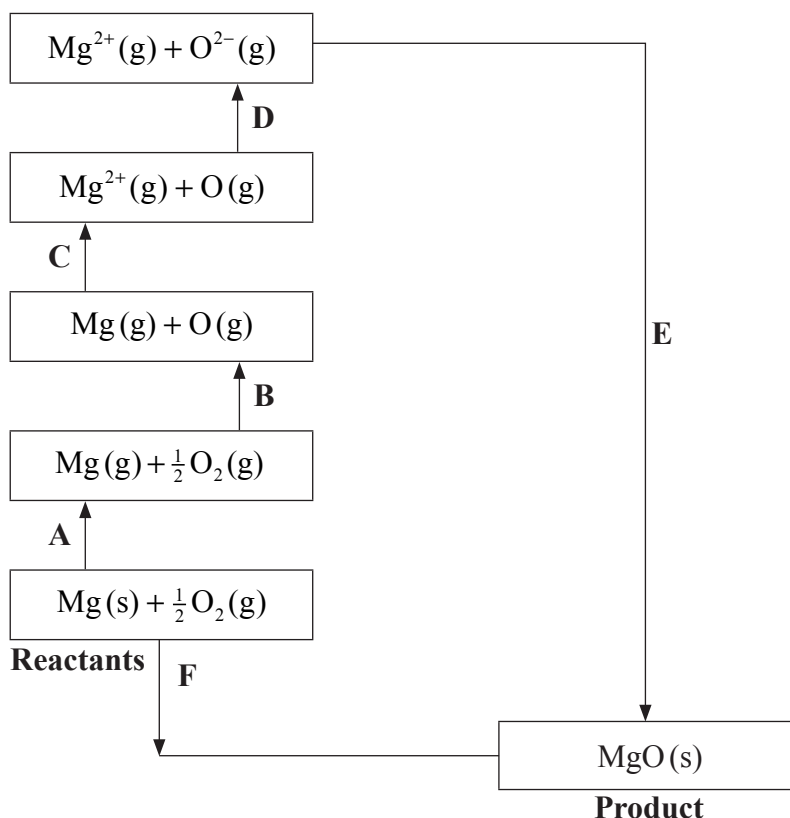 Mg²⁺(g) + O²⁻(g)
D
Mg²⁺(g) + O(g)
C
Mg(g) + O(g)
E
B
Mg(g) + ½O₂(g)
A
Mg(s) + ½O₂(g)
Reactants
F
MgO(s)
Product